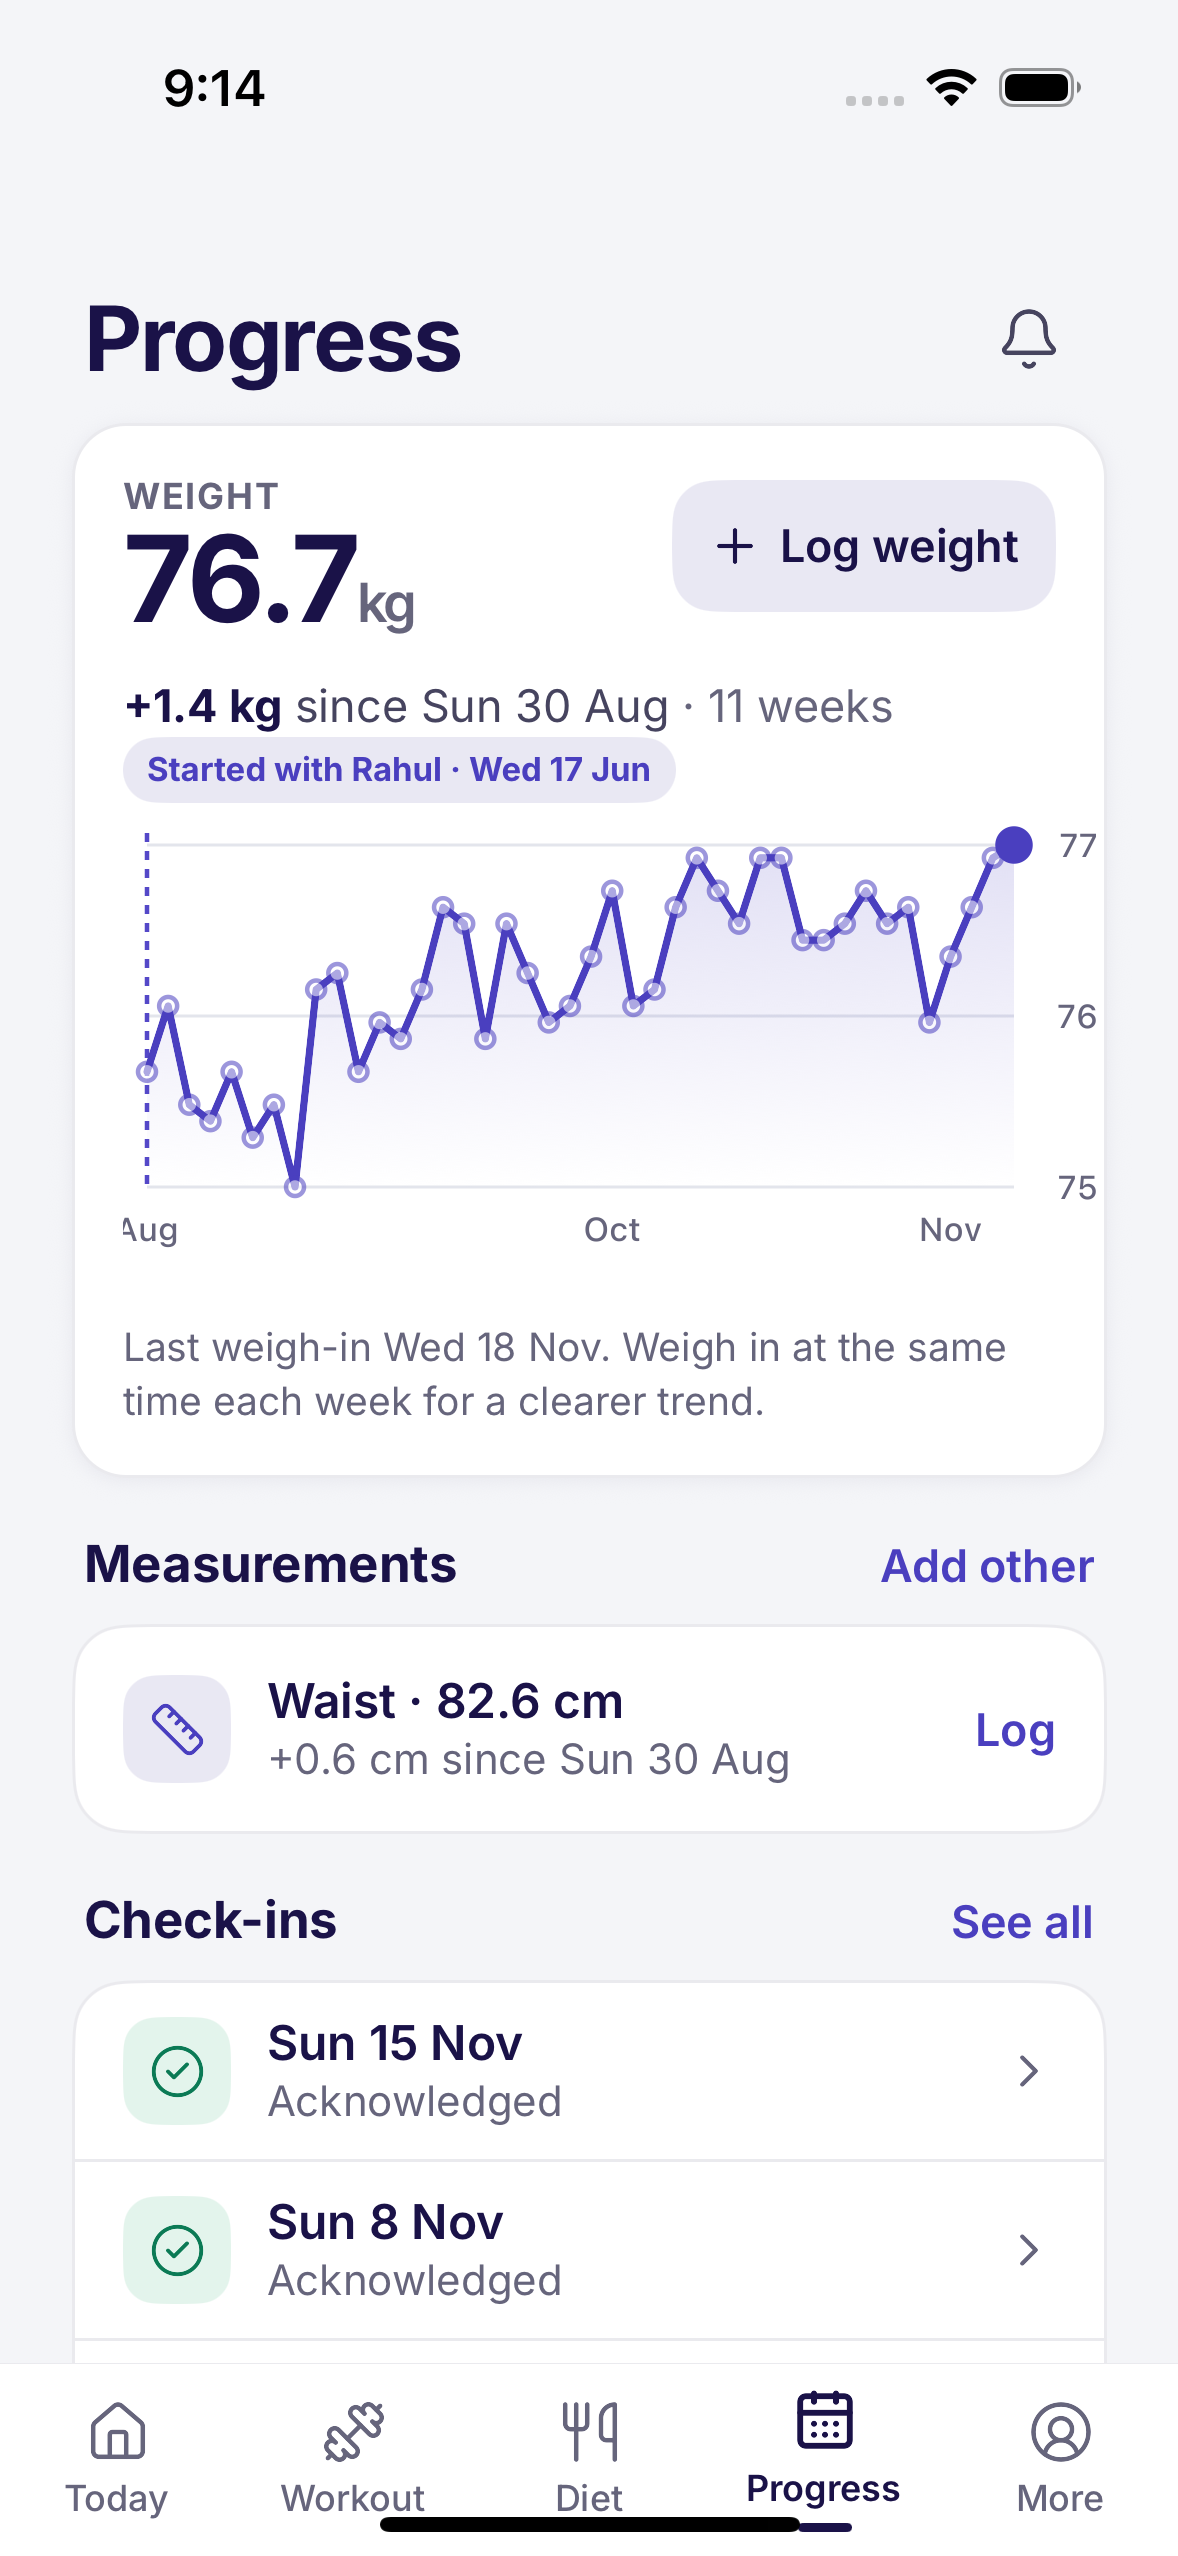 9:14
Progress
WEIGHT
76.7kg
+ Log weight
+1.4 kg since Sun 30 Aug · 11 weeks
Started with Rahul · Wed 17 Jun
77
76
75
Aug Oct Nov
Last weigh-in Wed 18 Nov. Weigh in at the same
time each week for a clearer trend.
Measurements
Add other
Waist · 82.6 cm
+0.6 cm since Sun 30 Aug
Log
Check-ins
See all
Sun 15 Nov
Acknowledged
Sun 8 Nov
Acknowledged
Today
Workout
Diet
Progress
More